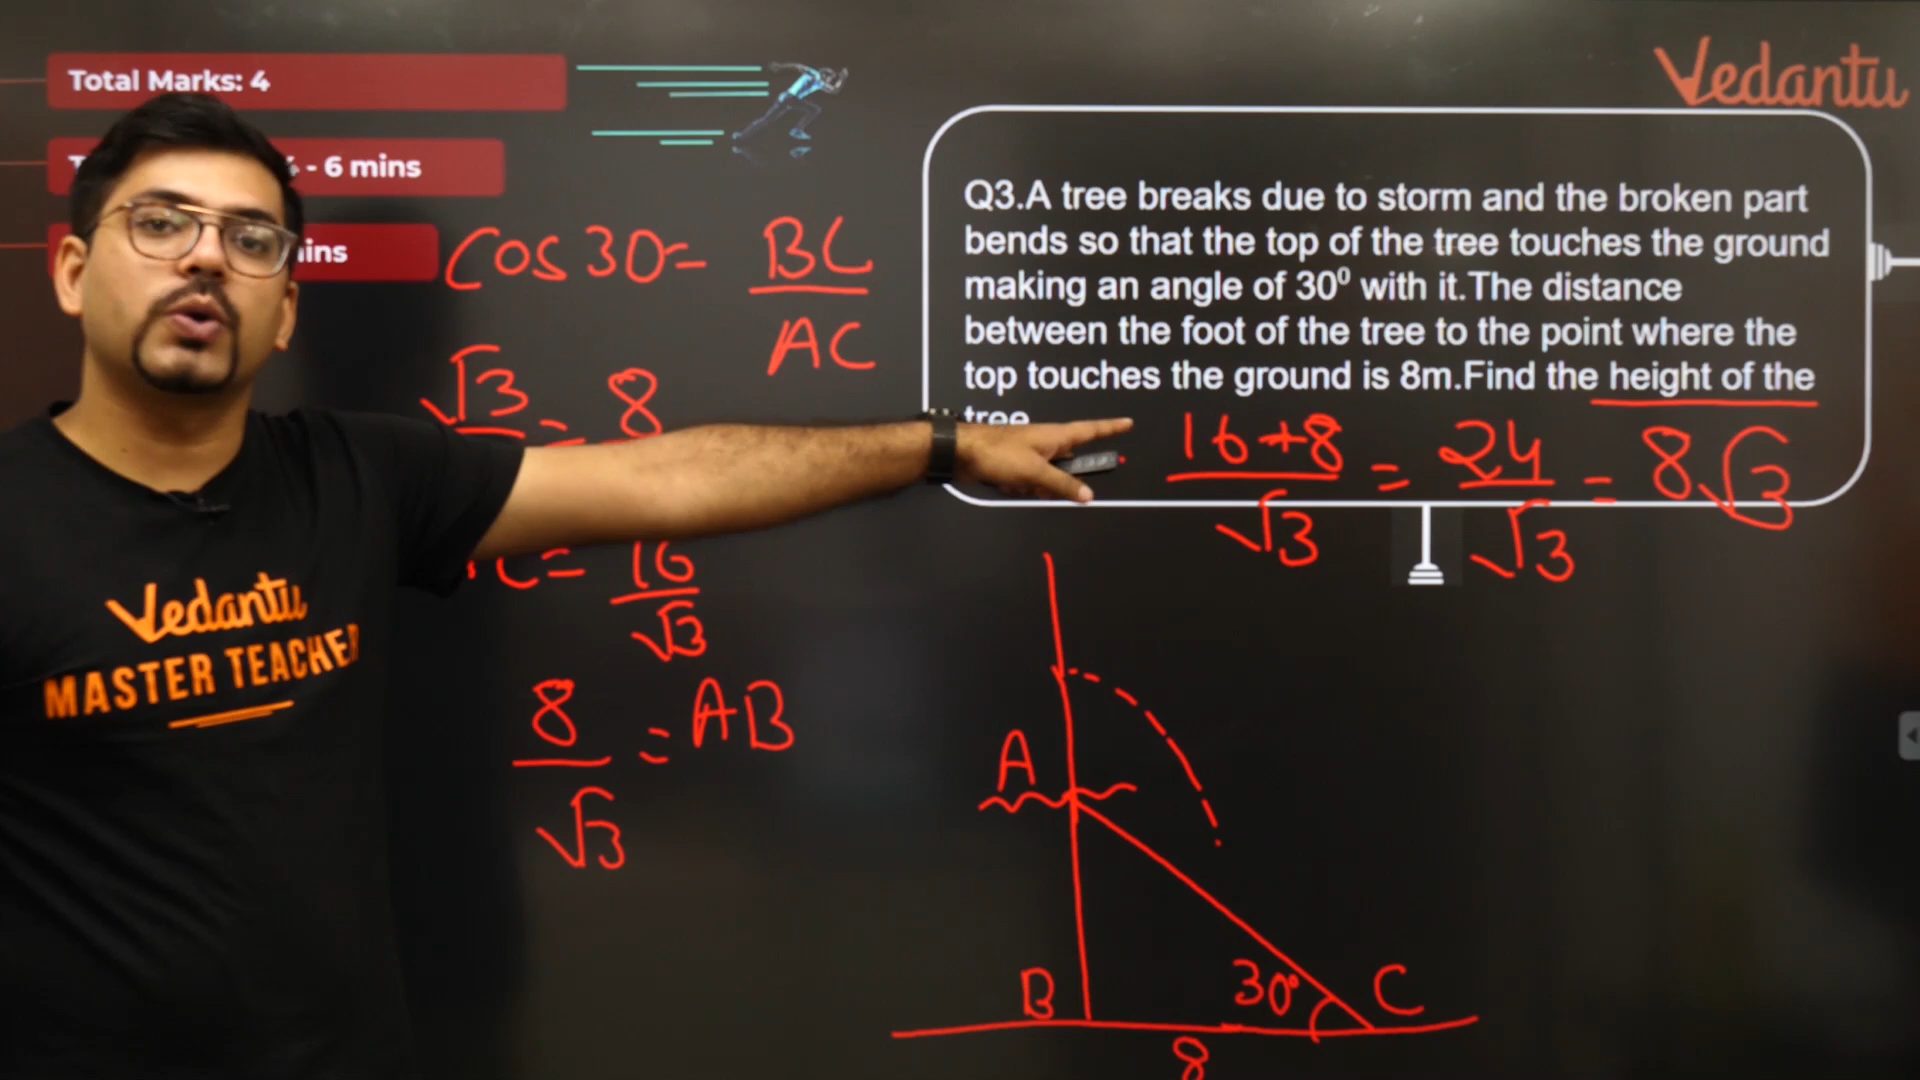 Total Marks: 4
- 6 mins
Vedantu
Q3.A tree breaks due to storm and the broken part
bends so that the top of the tree touches the ground
making an angle of 30⁰ with it.The distance
between the foot of the tree to the point where the
top touches the ground is 8m.Find the height of the
tree
cos 30 = BC / AC
√3 = 8
16 / √3
8 / √3 = AB
16+8 / √3 = 24 / √3 = 8√3
A
B
30° C
8
Vedantu
MASTER TEACHER